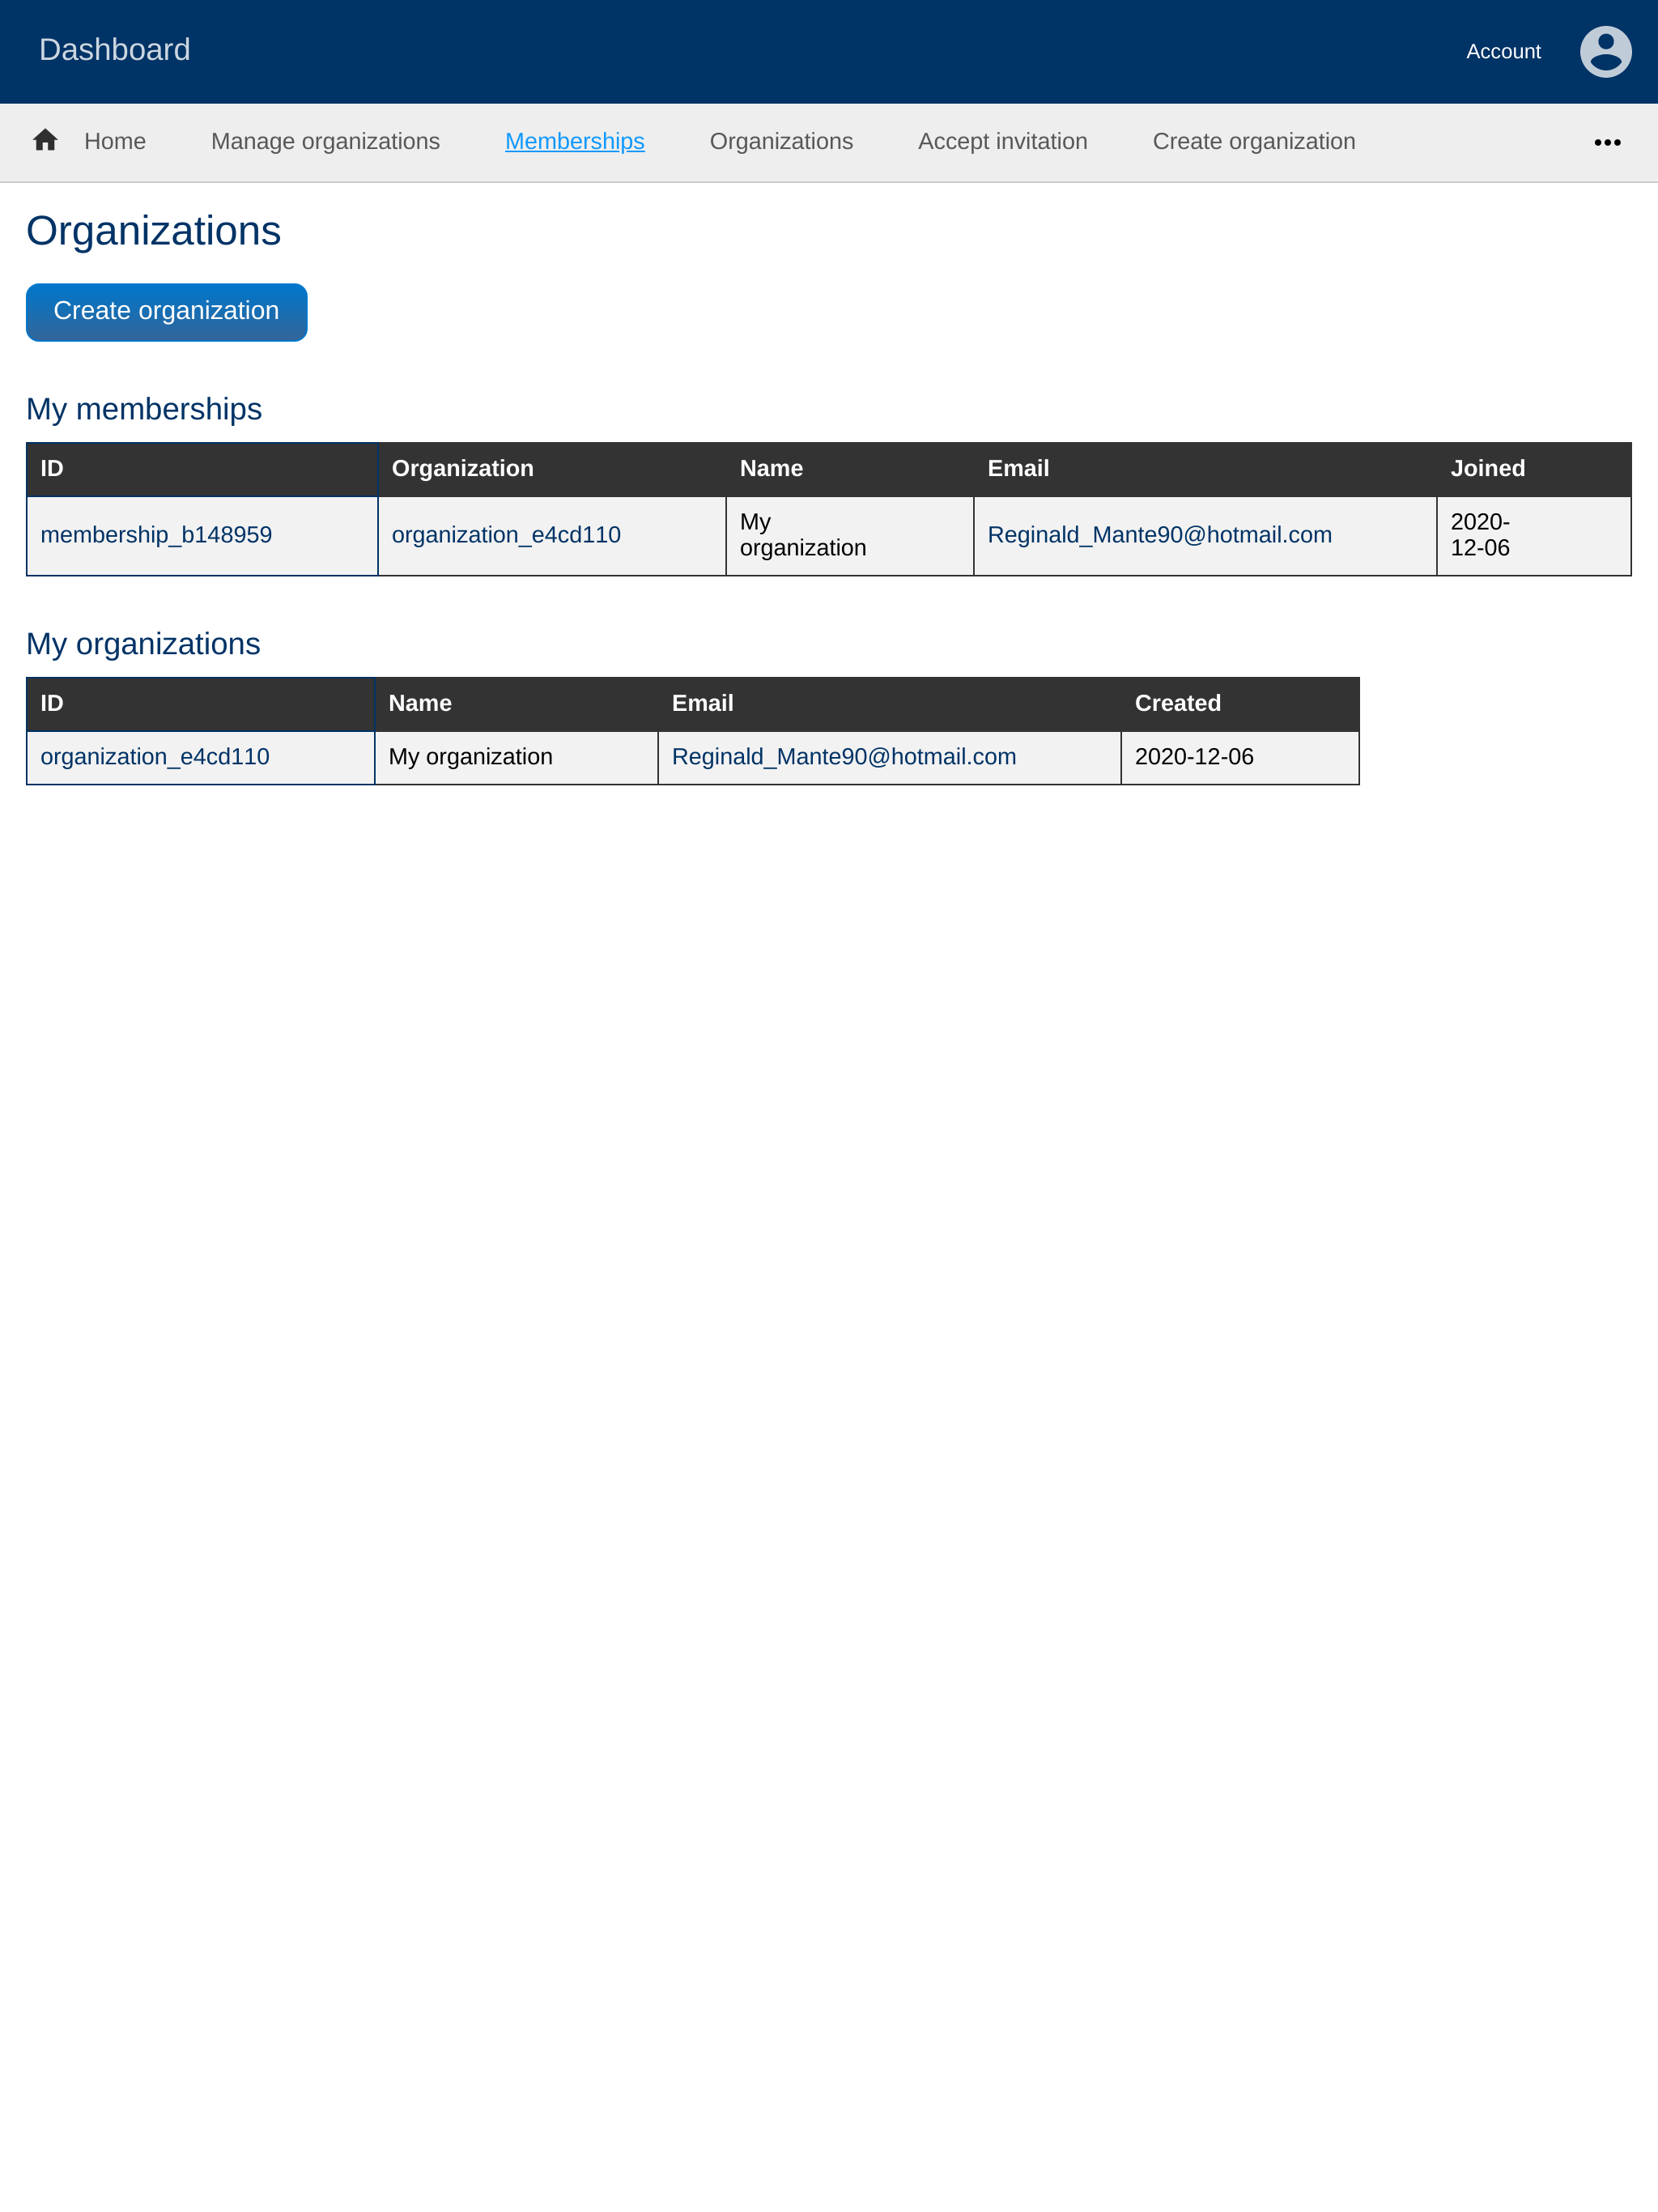 Dashboard
Account
Home Manage organizations Memberships Organizations Accept invitation Create organization
Organizations
Create organization
My memberships
ID Organization Name Email Joined
membership_b148959 organization_e4cd110 My organization Reginald_Mante90@hotmail.com 2020-12-06
My organizations
ID Name Email Created
organization_e4cd110 My organization Reginald_Mante90@hotmail.com 2020-12-06